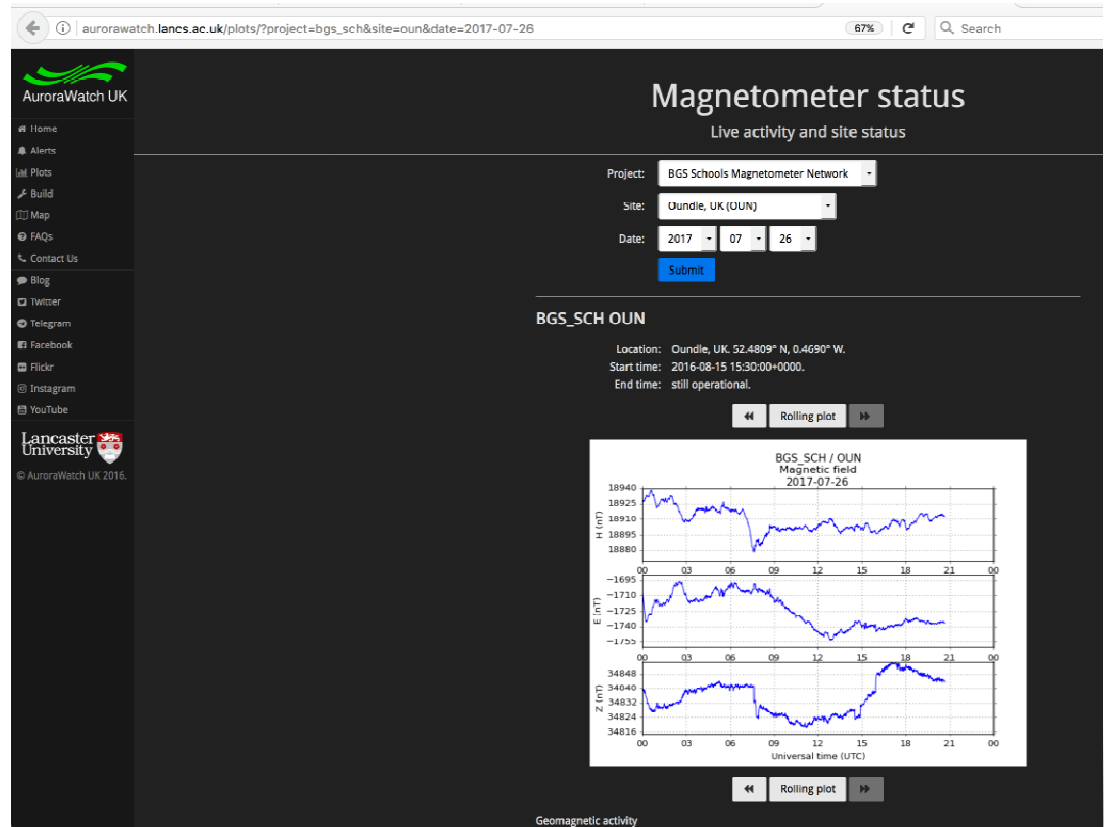 aurorawatch.lancs.ac.uk/plots/?project=bgs_sch&site=oun&date=2017-07-26
67%
Search
AuroraWatch UK
Home
Alerts
Plots
Build
Map
FAQs
Contact Us
Blog
Twitter
Telegram
Facebook
Flickr
Instagram
YouTube
Lancaster
University
© AuroraWatch UK 2016.
Magnetometer status
Live activity and site status
Project: BGS Schools Magnetometer Network
Site: Oundle, UK (OUN)
Date: 2017 07 26
Submit
BGS_SCH OUN
Location: Oundle, UK. 52.4809° N, 0.4690° W.
Start time: 2016-08-15 15:30:00+0000.
End time: still operational.
Rolling plot
BGS_SCH / OUN
Magnetic field
2017-07-26
18940
18925
18910
18895
18880
H (nT)
00 03 06 09 12 15 18 21 00
−1695
−1710
−1725
−1740
−1755
E (nT)
00 03 06 09 12 15 18 21 00
34848
34840
34832
34824
34816
Z (nT)
00 03 06 09 12 15 18 21 00
Universal time (UTC)
Rolling plot
Geomagnetic activity